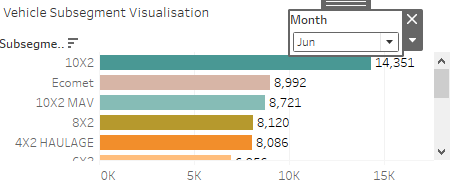 Vehicle Subsegment Visualisation
Month
Jun
Subsegme..
10X2 14,351
Ecomet 8,992
10X2 MAV 8,721
8X2 8,120
4X2 HAULAGE 8,086
0K 5K 10K 15K